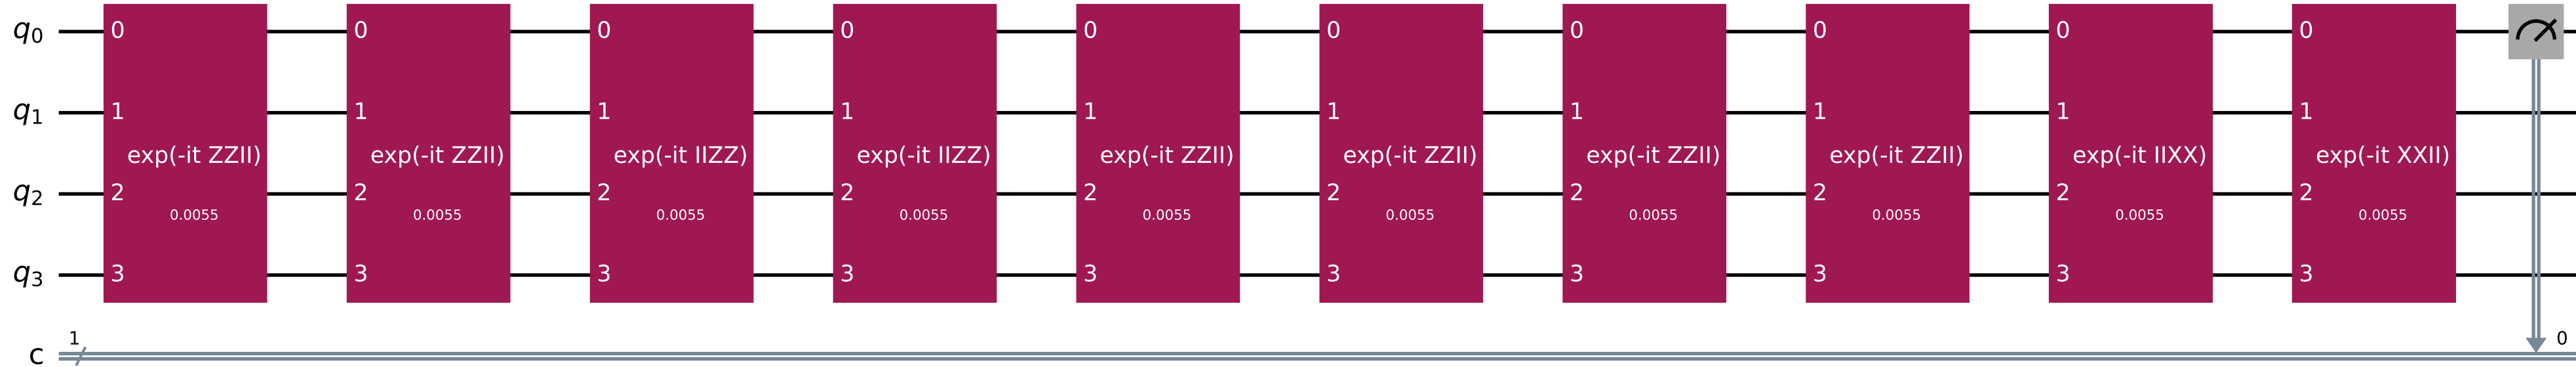 q0 0 0 0 0 0 0 0 0 0 0
q1 1 1 1 1 1 1 1 1 1 1
exp(-it ZZII) exp(-it ZZII) exp(-it IIZZ) exp(-it IIZZ) exp(-it ZZII) exp(-it ZZII) exp(-it ZZII) exp(-it ZZII) exp(-it IIXX) exp(-it XXII)
q2 2 2 2 2 2 2 2 2 2 2
0.0055 0.0055 0.0055 0.0055 0.0055 0.0055 0.0055 0.0055 0.0055 0.0055
q3 3 3 3 3 3 3 3 3 3 3
1 0
c